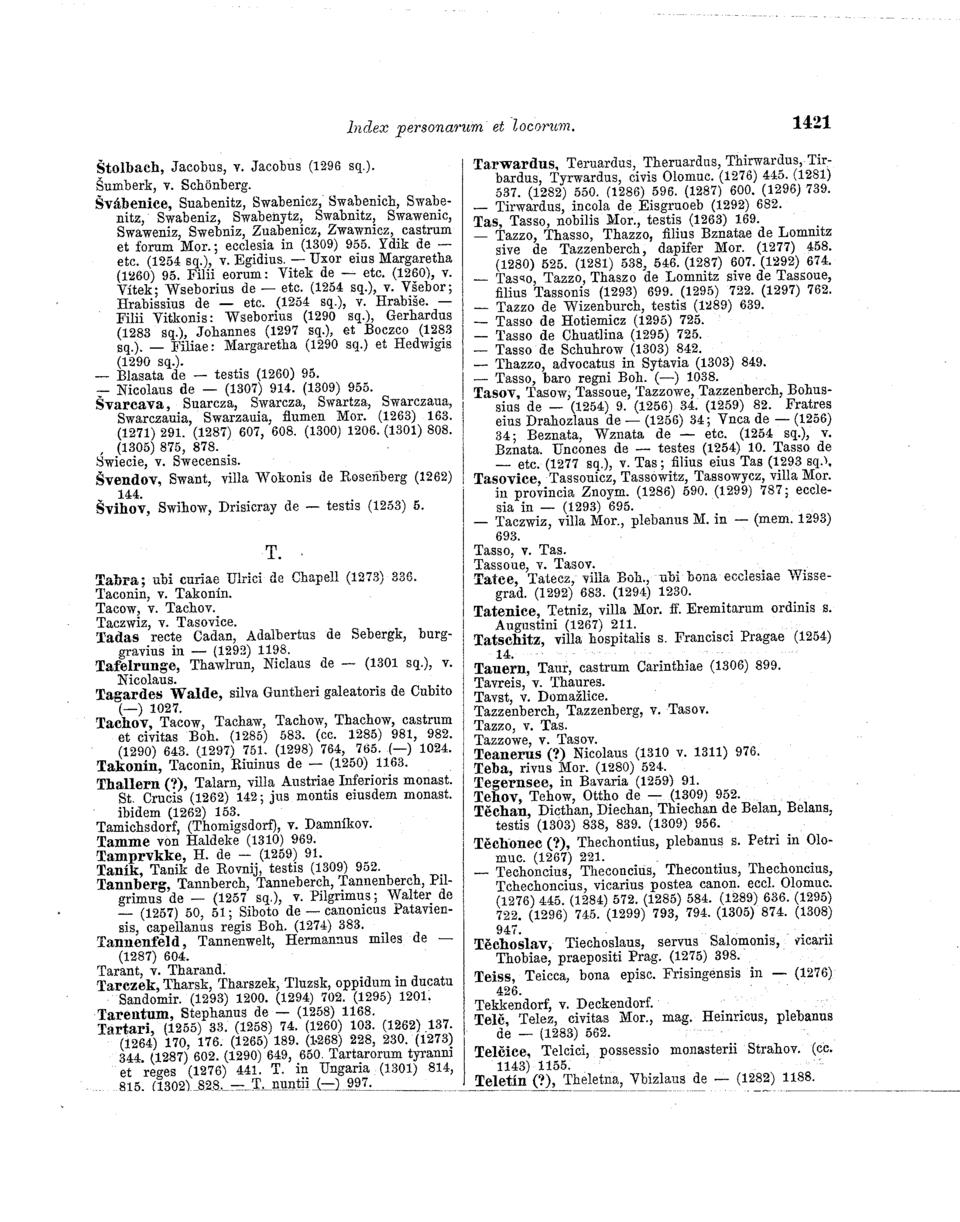 Index personarum et locorum.
1421
Štolbach, Jacobus, v. Jacobus (1296 sq.).
Šumberk, v. Schönberg.
Švábenice, Suabenitz, Swabenicz, Swabenich, Swabe-
nitz, Swabeniz, Swabenytz, Swabnitz, Swawenic,
Swaweniz, Swebniz, Zuabenicz, Zwawnicz, castrum
et forum Mor.; ecclesia in (1309) 955. Ydik de —
etc. (1254 sq.), v. Egidius. — Uxor eius Margaretha
(1260) 95. Filii eorum: Vitek de — etc. (1260), v.
Vítek; Wseborius de — etc. (1254 sq.), v. Všebor;
Hrabissius de — etc. (1254 sq.), v. Hrabiše. —
Filii Vitkonis: Wseborius (1290 sq.), Gerhardus
(1283 sq.), Johannes (1297 sq.), et Boczco (1283
sq.). — Filiae: Margaretha (1290 sq.) et Hedwigis
(1290 sq.).
— Blasata de — testis (1260) 95.
— Nicolaus de — (1307) 914. (1309) 955.
Švarcava, Suarcza, Swarcza, Swartza, Swarczaua,
Swarczauia, Swarzauia, flumen Mor. (1263) 163.
(1271) 291. (1287) 607, 608. (1300) 1206. (1301) 808.
(1305) 875, 878.
Świecie, v. Swecensis.
Švendov, Swant, villa Wokonis de Rosenberg (1262)
144.
Švihov, Swihow, Drisicray de — testis (1253) 5.
T.
Tabra; ubi curiae Ulrici de Chapell (1273) 336.
Taconin, v. Takonín.
Tacow, v. Tachov.
Taczwiz, v. Tasovice.
Tadas recte Cadan, Adalbertus de Sebergk, burg-
gravius in — (1292) 1198.
Tafelrunge, Thawlrun, Niclaus de — (1301 sq.), v.
Nicolaus.
Tagardes Walde, silva Guntheri galeatoris de Cubito
(—) 1027.
Tachov, Tacow, Tachaw, Tachow, Thachow, castrum
et civitas Boh. (1285) 583. (cc. 1285) 981, 982.
(1290) 643. (1297) 751. (1298) 764, 765. (—) 1024.
Takonín, Taconin, Riuinus de — (1250) 1163.
Thallern (?), Talarn, villa Austriae Inferioris monast.
St. Crucis (1262) 142; jus montis eiusdem monast.
ibidem (1262) 153.
Tamichsdorf, (Thomigsdorf), v. Damníkov.
Tamme von Haldeke (1310) 969.
Tamprvkke, H. de — (1259) 91.
Taník, Tanik de Rovnij, testis (1309) 952.
Tannberg, Tannberch, Tanneberch, Tannenberch, Pil-
grimus de — (1257 sq.), v. Pilgrimus; Walter de
— (1257) 50, 51; Siboto de — canonicus Patavien-
sis, capellanus regis Boh. (1274) 383.
Tannenfeld, Tannenwelt, Hermannus miles de —
(1287) 604.
Tarant, v. Tharand.
Tarczek, Tharsk, Tharszek, Tluzsk, oppidum in ducatu
Sandomir. (1293) 1200. (1294) 702. (1295) 1201.
Tarentum, Stephanus de — (1258) 1168.
Tartari, (1255) 33. (1258) 74. (1260) 103. (1262) 137.
(1264) 170, 176. (1265) 189. (1268) 228, 230. (1273)
344. (1287) 602. (1290) 649, 650. Tartarorum tyranni
et reges (1276) 441. T. in Ungaria (1301) 814,
815. (1302) 828. — T. nuntii (—) 997.
Tarwardus, Teruardus, Theruardus, Thirwardus, Tir-
bardus, Tyrwardus, civis Olomuc. (1276) 445. (1281)
537. (1282) 550. (1286) 596. (1287) 600. (1296) 739.
— Tirwardus, incola de Eisgrueb (1292) 682.
Tas, Tasso, nobilis Mor., testis (1263) 169.
— Tazzo, Thasso, Thazzo, filius Bznatae de Lomnitz
sive de Tazzenberch, dapifer Mor. (1277) 458.
(1280) 525. (1281) 538, 546. (1287) 607. (1292) 674.
— Tasso, Tazzo, Thaszo de Lomnitz sive de Tassoue,
filius Tassonis (1293) 699. (1295) 722. (1297) 762.
— Tazzo de Wizenburch, testis (1289) 639.
— Tasso de Hotiemicz (1295) 725.
— Tasso de Chuatlina (1295) 725.
— Tasso de Schuhrow (1303) 842.
— Thazzo, advocatus in Sytavia (1303) 849.
— Tasso, baro regni Boh. (—) 1038.
Tasov, Tasow, Tassoue, Tazzowe, Tazzenberch, Bohus-
sius de — (1254) 9. (1256) 34. (1259) 82. Fratres
eius Drahozlaus de — (1256) 34; Vnca de — (1256)
34; Beznata, Wznata de — etc. (1254 sq.), v.
Bznata. Uncones de — testes (1254) 10. Tasso de
— etc. (1277 sq.), v. Tas; filius eius Tas (1293 sq.).
Tasovice, Tassouicz, Tassowitz, Tassowycz, villa Mor.
in provincia Znoym. (1286) 590. (1299) 787; eccle-
sia in — (1293) 695.
— Taczwiz, villa Mor., plebanus M. in — (mem. 1293)
693.
Tasso, v. Tas.
Tassoue, v. Tasov.
Tatce, Tatecz, villa Boh., ubi bona ecclesiae Wisse-
grad. (1292) 683. (1294) 1230.
Tatenice, Tetniz, villa Mor. ff. Eremitarum ordinis s.
Augustini (1267) 211.
Tatschitz, villa hospitalis s. Francisci Pragae (1254)
14.
Tauern, Taur, castrum Carinthiae (1306) 899.
Tavreis, v. Thaures.
Tavst, v. Domažlice.
Tazzenberch, Tazzenberg, v. Tasov.
Tazzo, v. Tas.
Tazzowe, v. Tasov.
Teanerus (?) Nicolaus (1310 v. 1311) 976.
Teba, rivus Mor. (1280) 524.
Tegernsee, in Bavaria (1259) 91.
Tehov, Tehow, Ottho de — (1309) 952.
Těchan, Dicthan, Diechan, Thiechan de Belan, Belans,
testis (1303) 838, 839. (1309) 956.
Těchonec (?), Thechontius, plebanus s. Petri in Olo-
muc. (1267) 221.
— Techoncius, Theconcius, Thecontius, Thechoncius,
Tchechoncius, vicarius postea canon. eccl. Olomuc.
(1276) 445. (1284) 572. (1285) 584. (1289) 636. (1295)
722. (1296) 745. (1299) 793, 794. (1305) 874. (1308)
947.
Těchoslav, Tiechoslaus, servus Salomonis, vicarii
Thobiae, praepositi Prag. (1275) 398.
Teiss, Teicca, bona episc. Frisingensis in — (1276)
426.
Tekkendorf, v. Deckendorf.
Telč, Telez, civitas Mor., mag. Heinricus, plebanus
de — (1283) 562.
Telčice, Telcici, possessio monasterii Strahov. (cc.
1143) 1155.
Teletín (?), Theletna, Vbizlaus de — (1282) 1188.